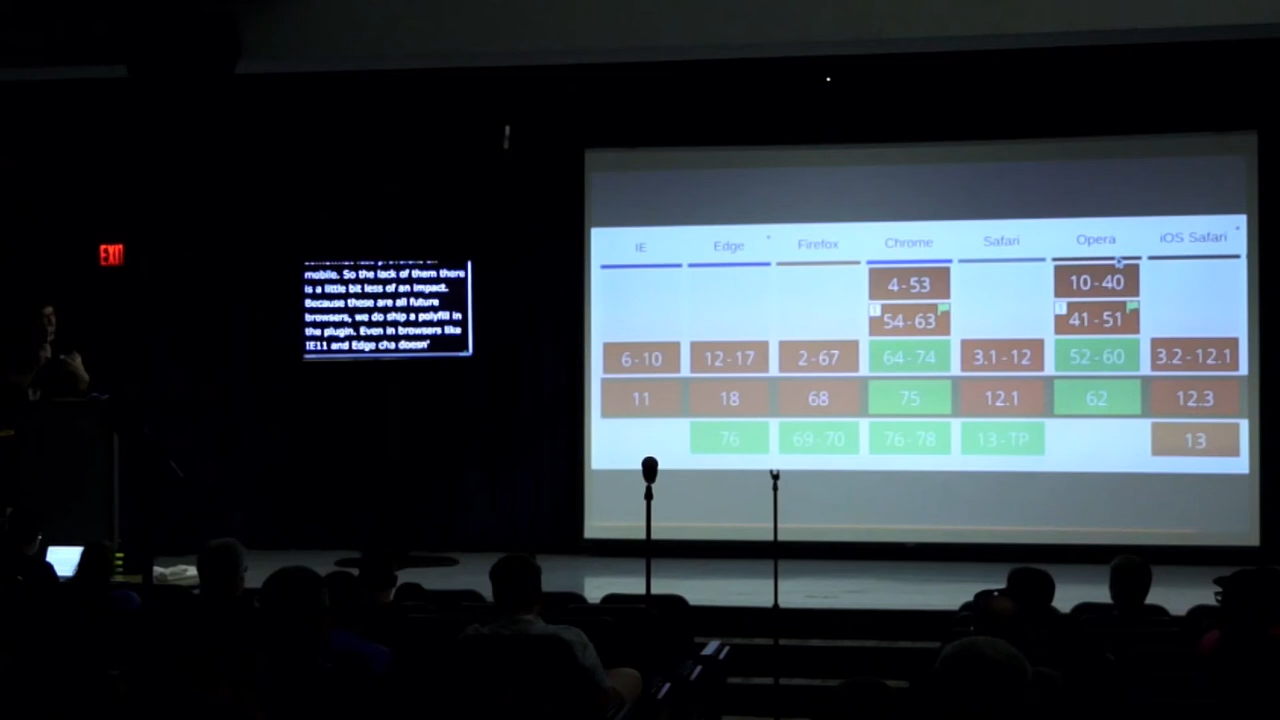 EXIT
mobile. So the lack of them there
is a little bit less of an impact.
Because these are all future
browsers, we do ship a polyfill in
the plugin. Even in browsers like
IE11 and Edge cha doesn'
IE Edge Firefox Chrome Safari Opera iOS Safari
4-53 10-40
1 54-63 1 41-51
6-10 12-17 2-67 64-74 3.1-12 52-60 3.2-12.1
11 18 68 75 12.1 62 12.3
76 69-70 76-78 13-TP 13